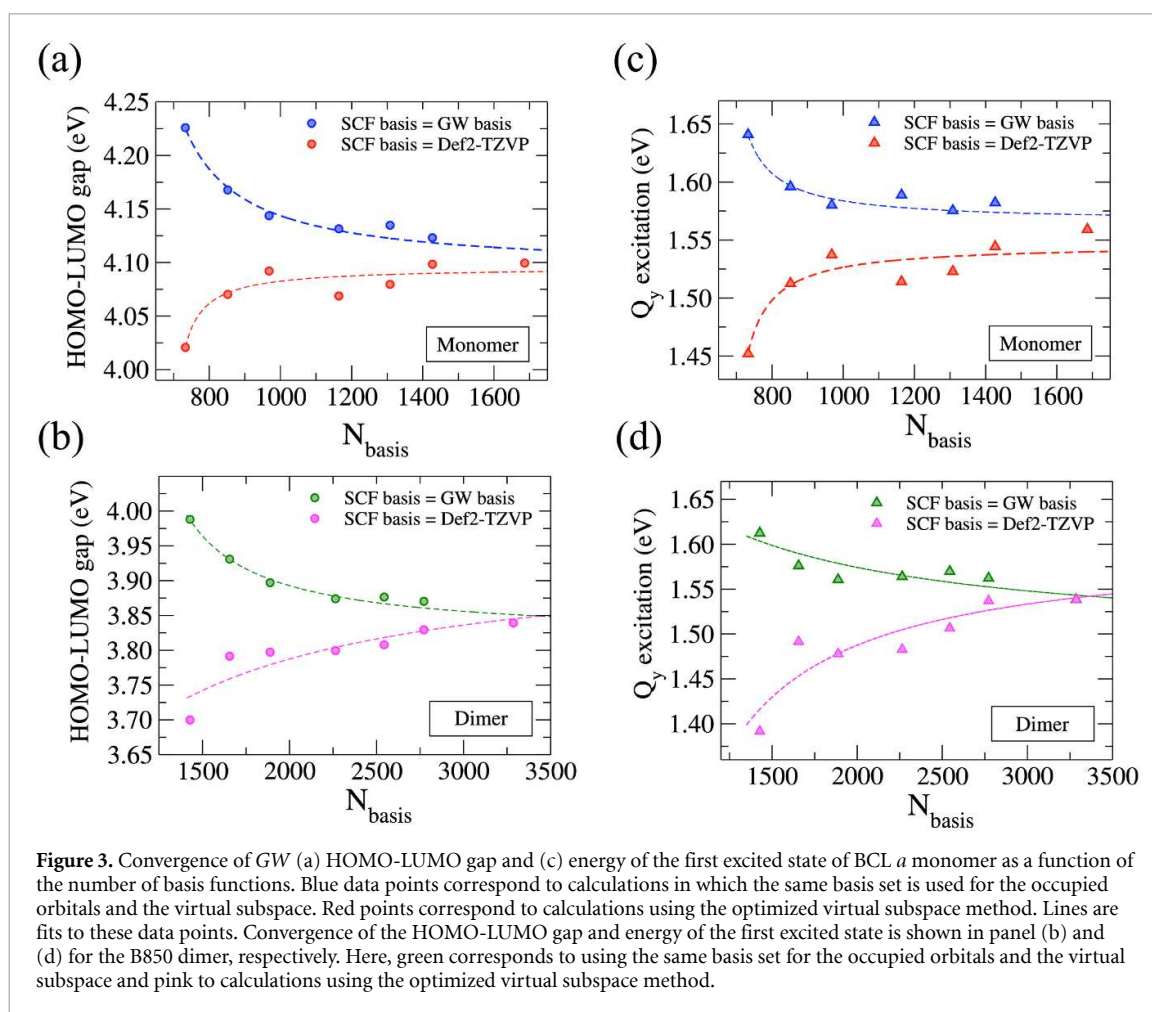 (a)
HOMO-LUMO gap (eV)
4.25
4.20
4.15
4.10
4.05
4.00
SCF basis = GW basis
SCF basis = Def2-TZVP
Monomer
800 1000 1200 1400 1600
N_basis
(c)
Q_y excitation (eV)
1.65
1.60
1.55
1.50
1.45
SCF basis = GW basis
SCF basis = Def2-TZVP
Monomer
800 1000 1200 1400 1600
N_basis
(b)
HOMO-LUMO gap (eV)
4.00
3.95
3.90
3.85
3.80
3.75
3.70
3.65
SCF basis = GW basis
SCF basis = Def2-TZVP
Dimer
1500 2000 2500 3000 3500
N_basis
(d)
Q_y excitation (eV)
1.65
1.60
1.55
1.50
1.45
1.40
SCF basis = GW basis
SCF basis = Def2-TZVP
Dimer
1500 2000 2500 3000 3500
N_basis
Figure 3. Convergence of GW (a) HOMO-LUMO gap and (c) energy of the first excited state of BCL a monomer as a function of
the number of basis functions. Blue data points correspond to calculations in which the same basis set is used for the occupied
orbitals and the virtual subspace. Red points correspond to calculations using the optimized virtual subspace method. Lines are
fits to these data points. Convergence of the HOMO-LUMO gap and energy of the first excited state is shown in panel (b) and
(d) for the B850 dimer, respectively. Here, green corresponds to using the same basis set for the occupied orbitals and the virtual
subspace and pink to calculations using the optimized virtual subspace method.